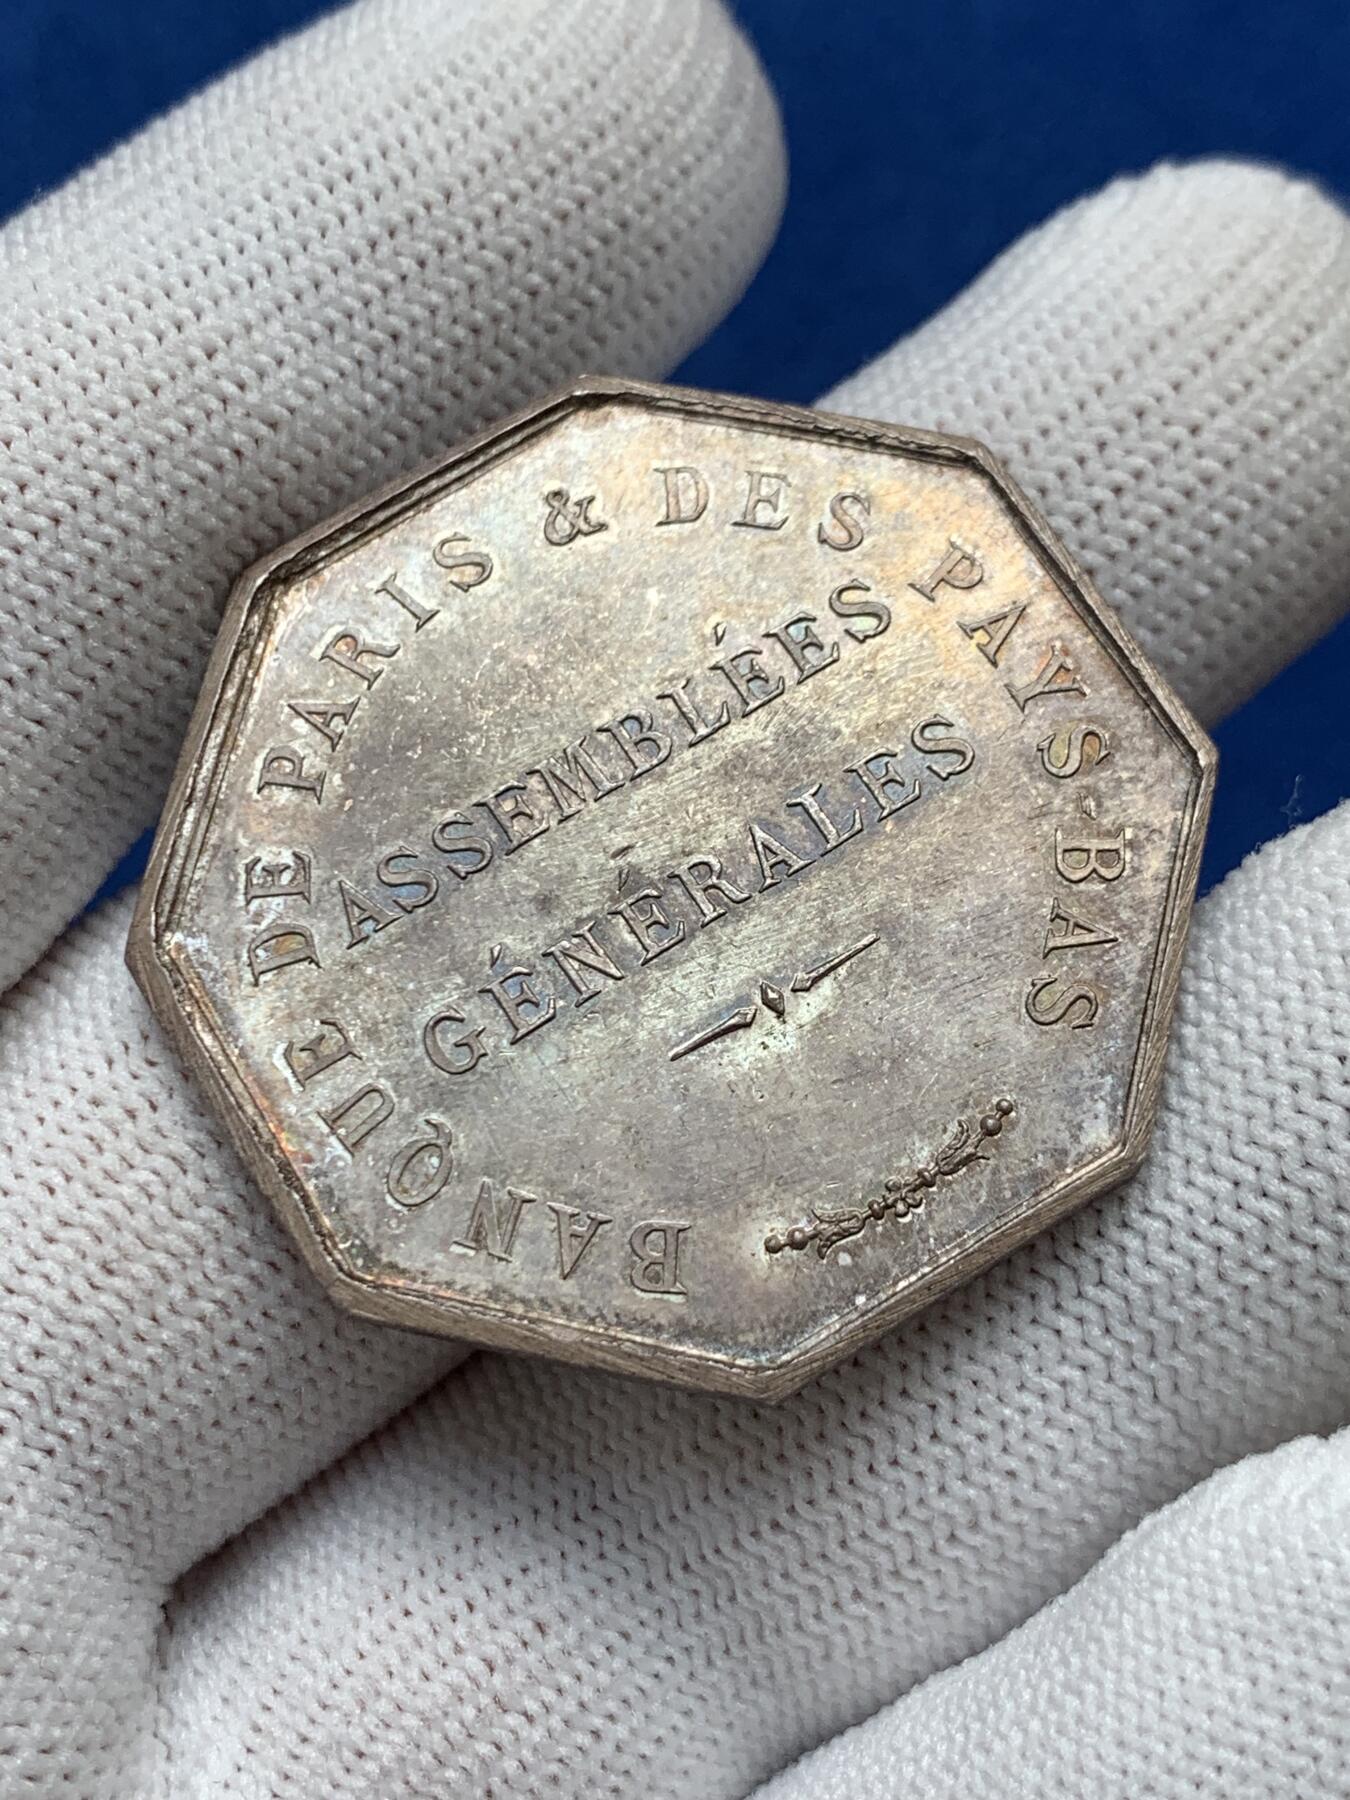 BANQUE DE PARIS & DES PAYS-BAS
ASSEMBLÉES
GÉNÉRALES